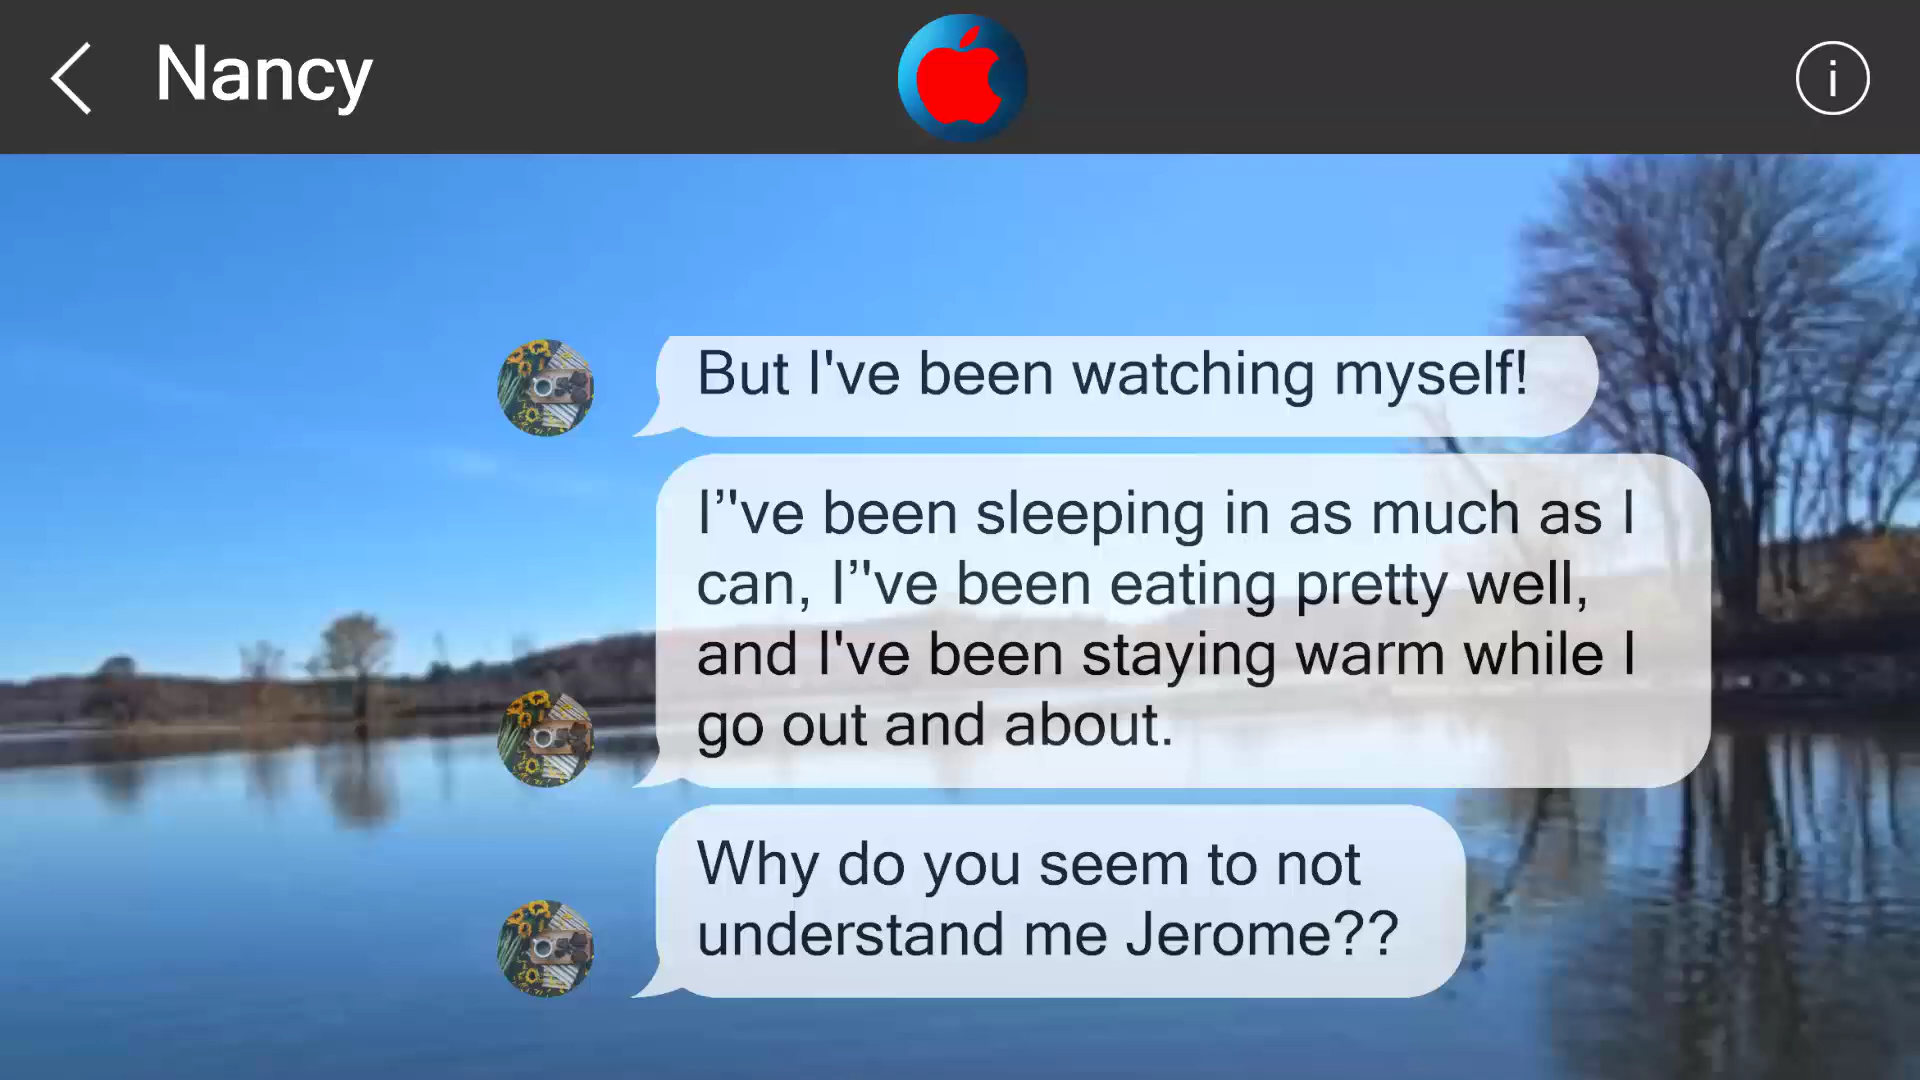 Nancy
i
But I've been watching myself!
I’'ve been sleeping in as much as I
can, I’'ve been eating pretty well,
and I've been staying warm while I
go out and about.
Why do you seem to not
understand me Jerome??